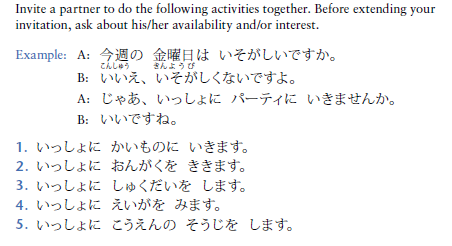 Invite a partner to do the following activities together. Before extending your
invitation, ask about his/her availability and/or interest.
Example: A: 今週の 金曜日は いそがしいですか。
こんしゅう きんようび
B: いいえ、いそがしくないですよ。
A: じゃあ、いっしょに パーティに いきませんか。
B: いいですね。
1. いっしょに かいものに いきます。
2. いっしょに おんがくを ききます。
3. いっしょに しゅくだいを します。
4. いっしょに えいがを みます。
5. いっしょに こうえんの そうじを します。